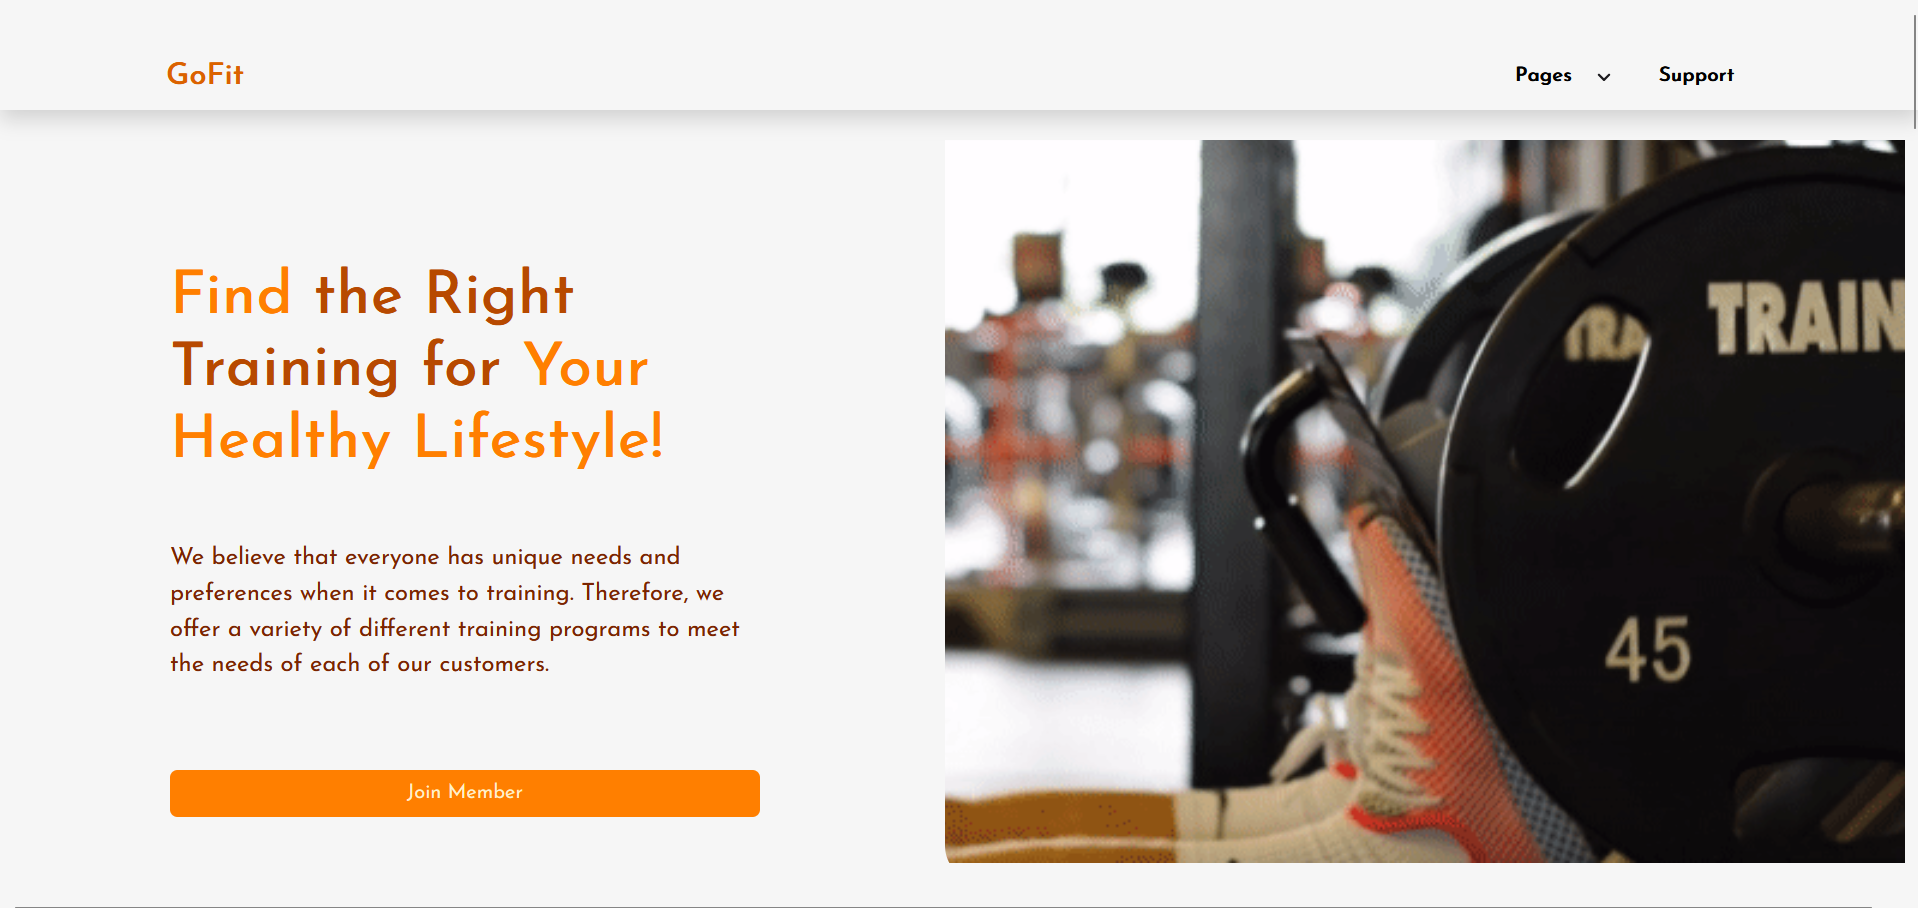 GoFit
Pages
Support
Find the Right
Training for Your
Healthy Lifestyle!
We believe that everyone has unique needs and
preferences when it comes to training. Therefore, we
offer a variety of different training programs to meet
the needs of each of our customers.
Join Member
TRAIN
TRA
45